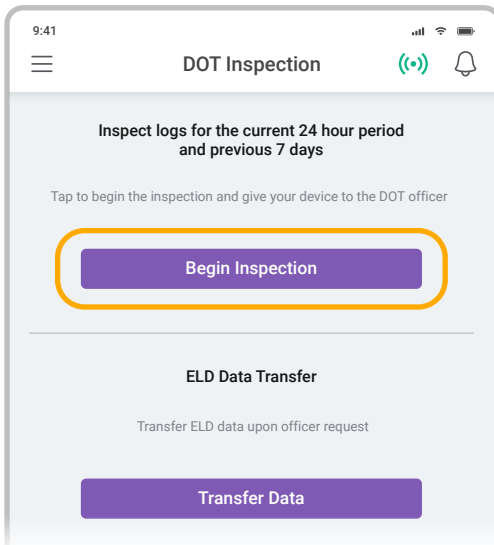 9:41
DOT Inspection
Inspect logs for the current 24 hour period
and previous 7 days
Tap to begin the inspection and give your device to the DOT officer
Begin Inspection
ELD Data Transfer
Transfer ELD data upon officer request
Transfer Data